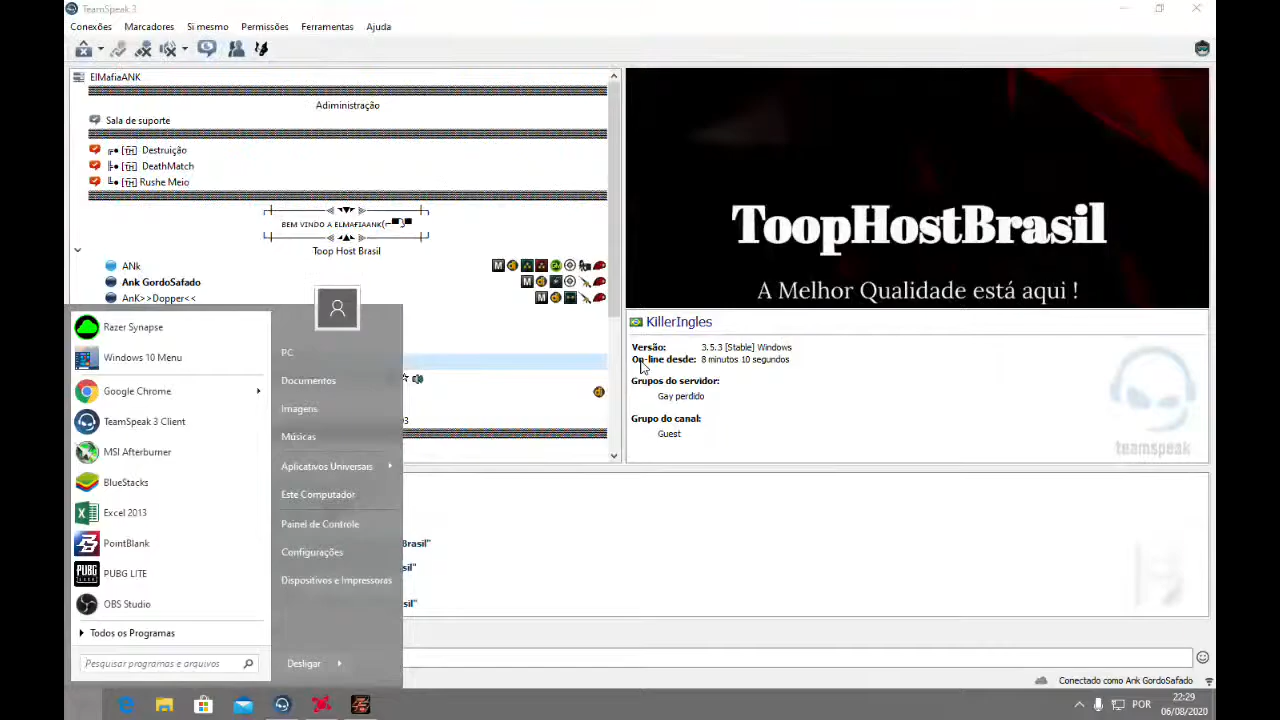 TeamSpeak 3
Conexões Marcadores Si mesmo Permissões Ferramentas Ajuda
ElMafiaANK
Adiministração
Sala de suporte
Destruição
DeathMatch
Rushe Meio
BEM VINDO A ELMAFIAANK
Toop Host Brasil
ANk
Ank GordoSafado
AnK>>Dopper<<
ToopHostBrasil
A Melhor Qualidade está aqui !
KillerIngles
Versão: 3.5.3 [Stable] Windows
On-line desde: 8 minutos 10 segundos
Grupos do servidor:
Gay perdido
Grupo do canal:
Guest
teamspeak
Razer Synapse
Windows 10 Menu
Google Chrome
TeamSpeak 3 Client
MSI Afterburner
BlueStacks
Excel 2013
PointBlank
PUBG LITE
OBS Studio
Todos os Programas
Pesquisar programas e arquivos
PC
Documentos
Imagens
Músicas
Aplicativos Universais
Este Computador
Painel de Controle
Configurações
Dispositivos e Impressoras
Desligar
Brasil"
sil"
sil"
Conectado como Ank GordoSafado
POR
22:29
06/08/2020